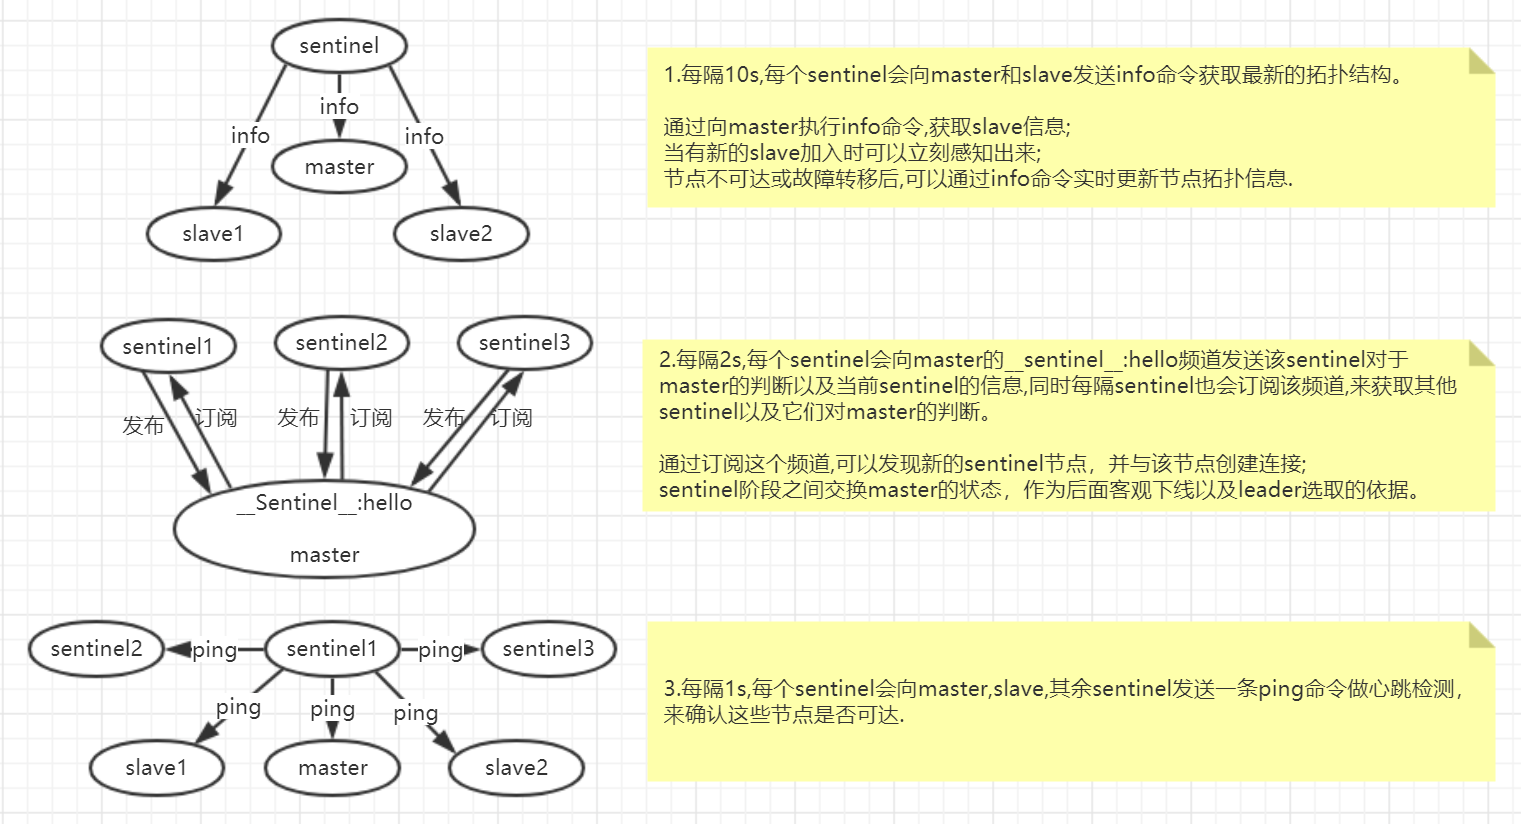 sentinel
info
info
info
master
slave1
slave2
1.每隔10s,每个sentinel会向master和slave发送info命令获取最新的拓扑结构。
通过向master执行info命令,获取slave信息;
当有新的slave加入时可以立刻感知出来;
节点不可达或故障转移后,可以通过info命令实时更新节点拓扑信息.
sentinel1
sentinel2
sentinel3
发布
订阅
发布
订阅
发布
订阅
__Sentinel__:hello
master
2.每隔2s,每个sentinel会向master的__sentinel__:hello频道发送该sentinel对于
master的判断以及当前sentinel的信息,同时每隔sentinel也会订阅该频道,来获取其他
sentinel以及它们对master的判断。
通过订阅这个频道,可以发现新的sentinel节点，并与该节点创建连接;
sentinel阶段之间交换master的状态，作为后面客观下线以及leader选取的依据。
sentinel2
ping
sentinel1
ping
sentinel3
ping
ping
ping
slave1
master
slave2
3.每隔1s,每个sentinel会向master,slave,其余sentinel发送一条ping命令做心跳检测，
来确认这些节点是否可达.